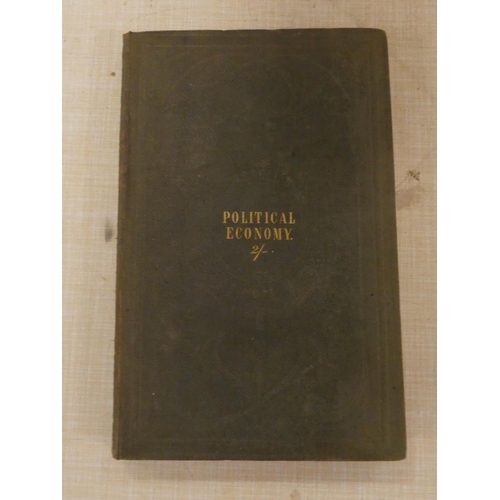 POLITICAL
ECONOMY.
2/-.